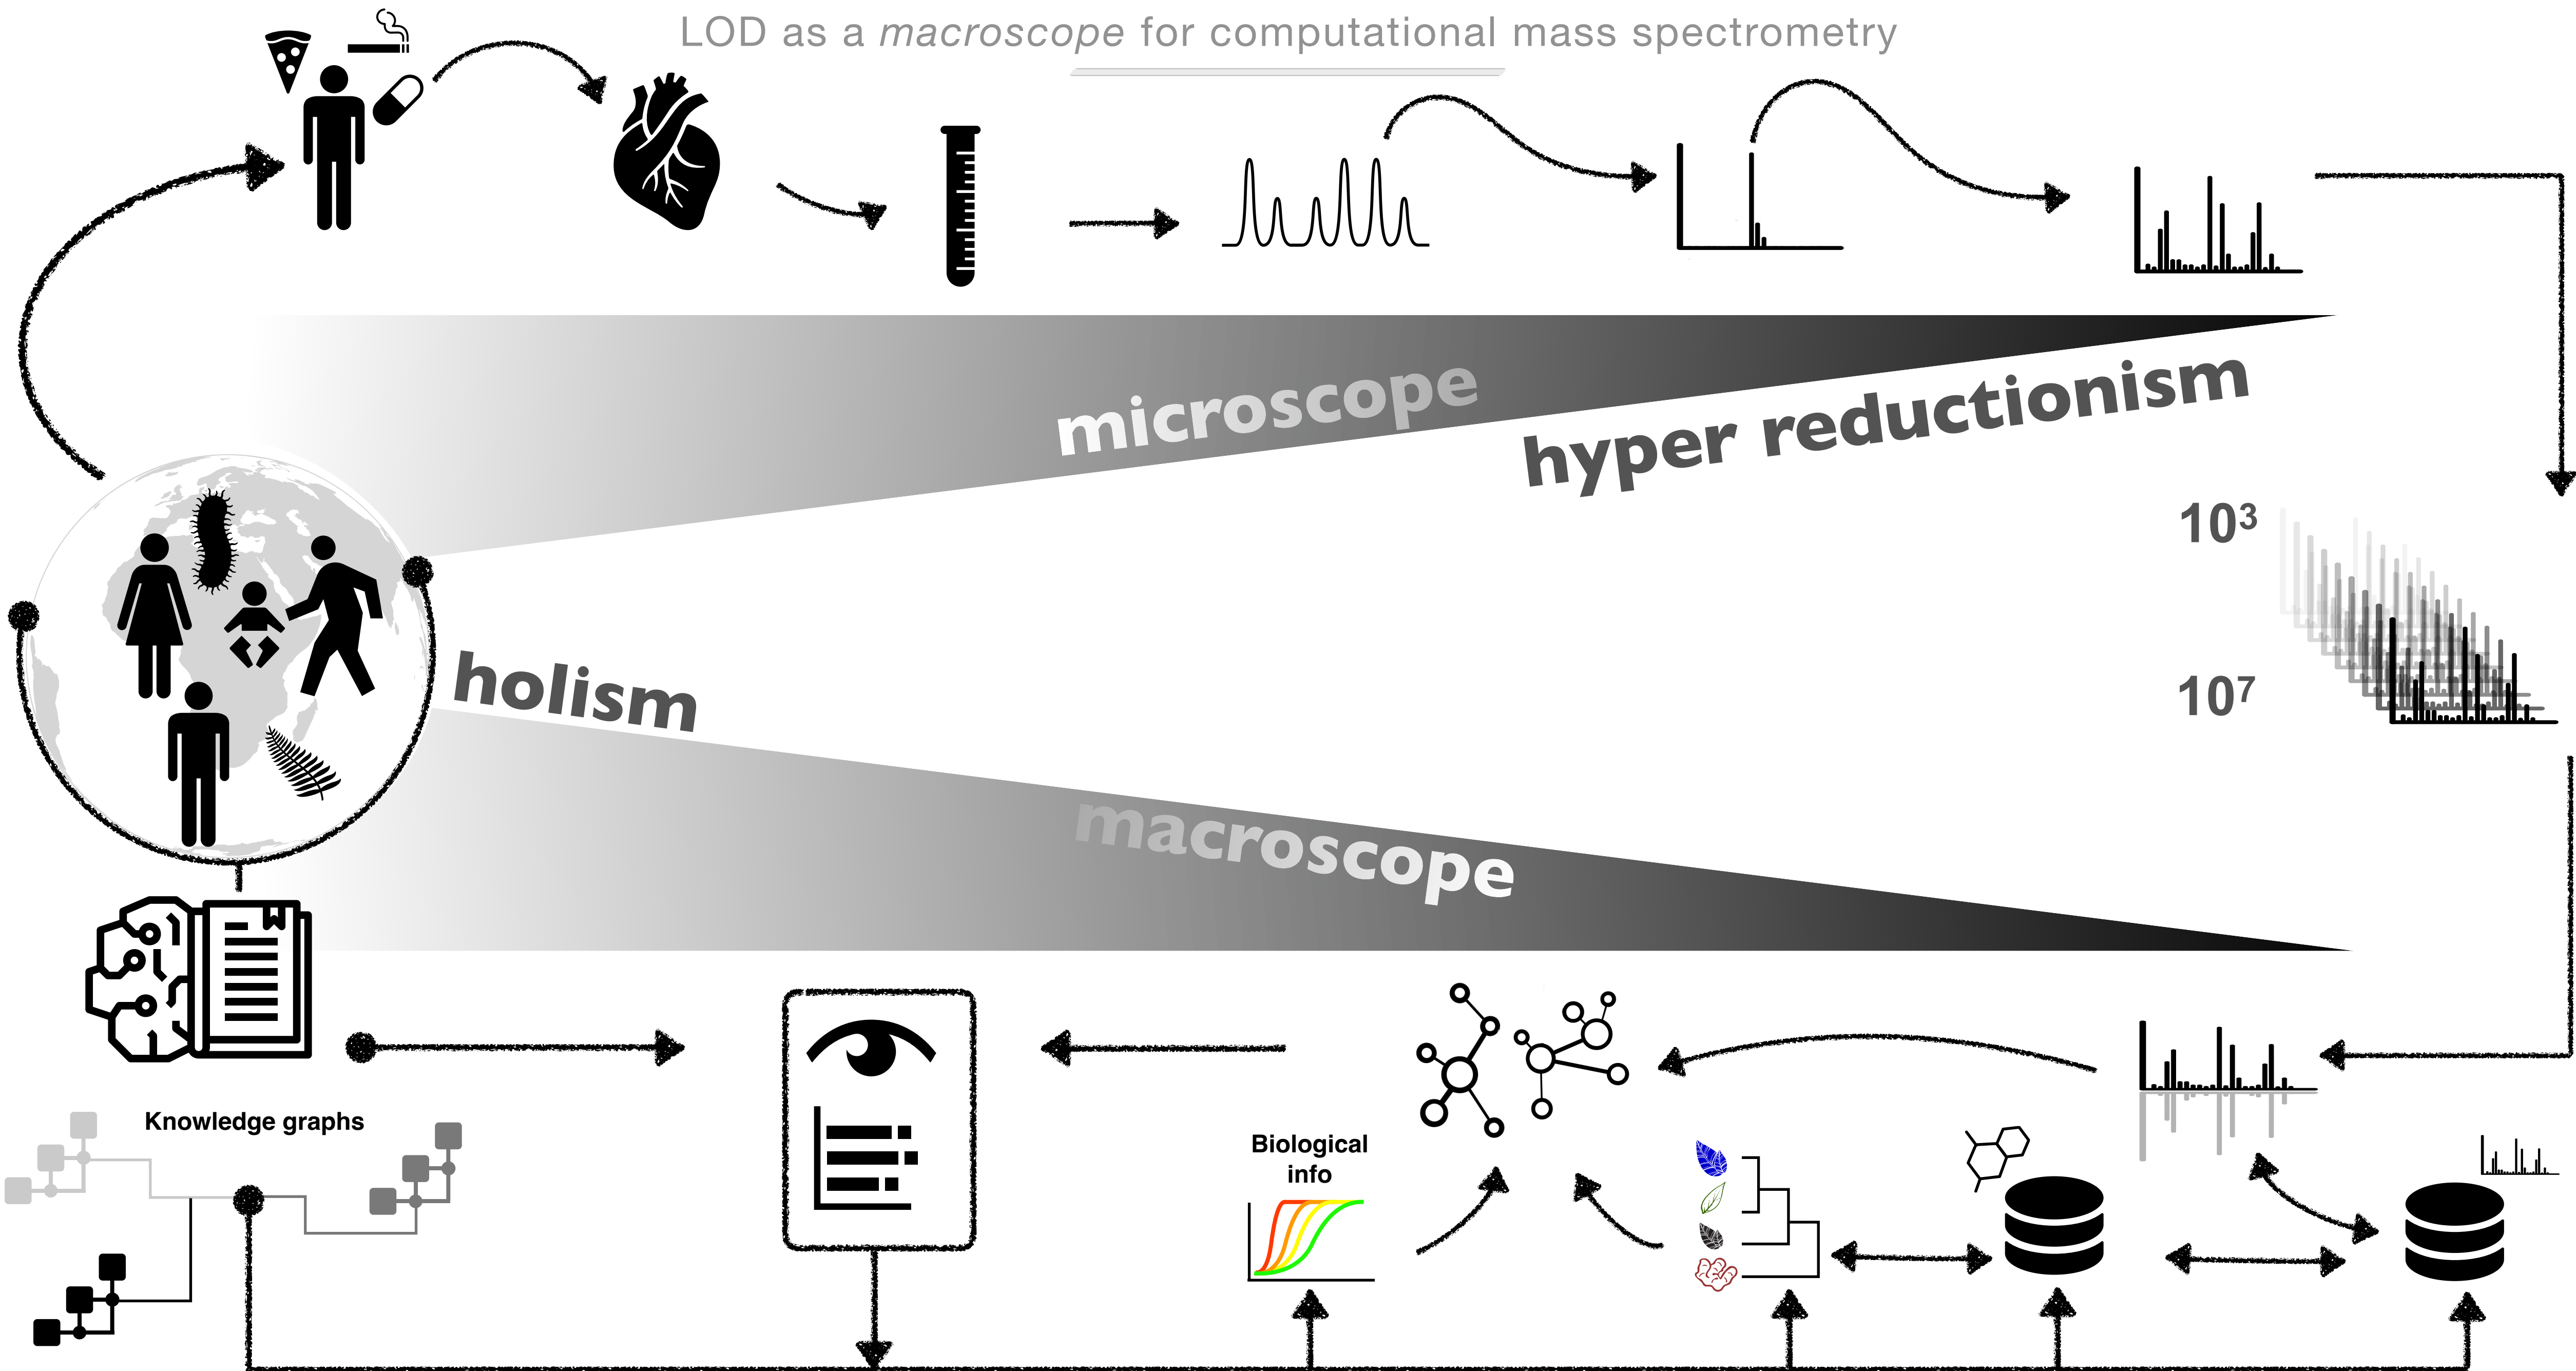 LOD as a macroscope for computational mass spectrometry
microscope
hyper reductionism
10³
10⁷
holism
macroscope
Knowledge graphs
Biological
info